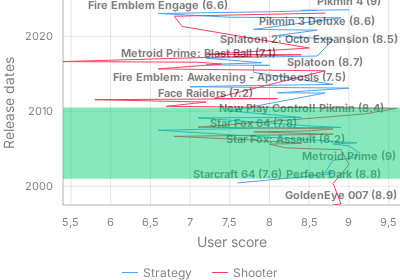 Pikmin 4 (9)
Fire Emblem Engage (6.6)
Pikmin 3 Deluxe (8.6)
2020
Splatoon 2: Octo Expansion (8.5)
Metroid Prime: Blast Ball (7.1)
Splatoon (8.7)
Fire Emblem: Awakening - Apotheosis (7.5)
Face Raiders (7.2)
2010
New Play Control! Pikmin (8.4)
Star Fox 64 (7.8)
Star Fox: Assault (8.2)
Metroid Prime (9)
Starcraft 64 (7.6) Perfect Dark (8.8)
2000
GoldenEye 007 (8.9)
Release dates
5,5 6 6,5 7 7,5 8 8,5 9 9,5
User score
Strategy Shooter